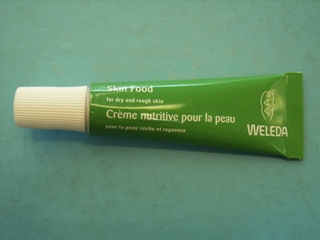 Skin Food
for dry and rough skin
Crème nutritive pour la peau
pour la peau sèche et rugueuse
WELEDA